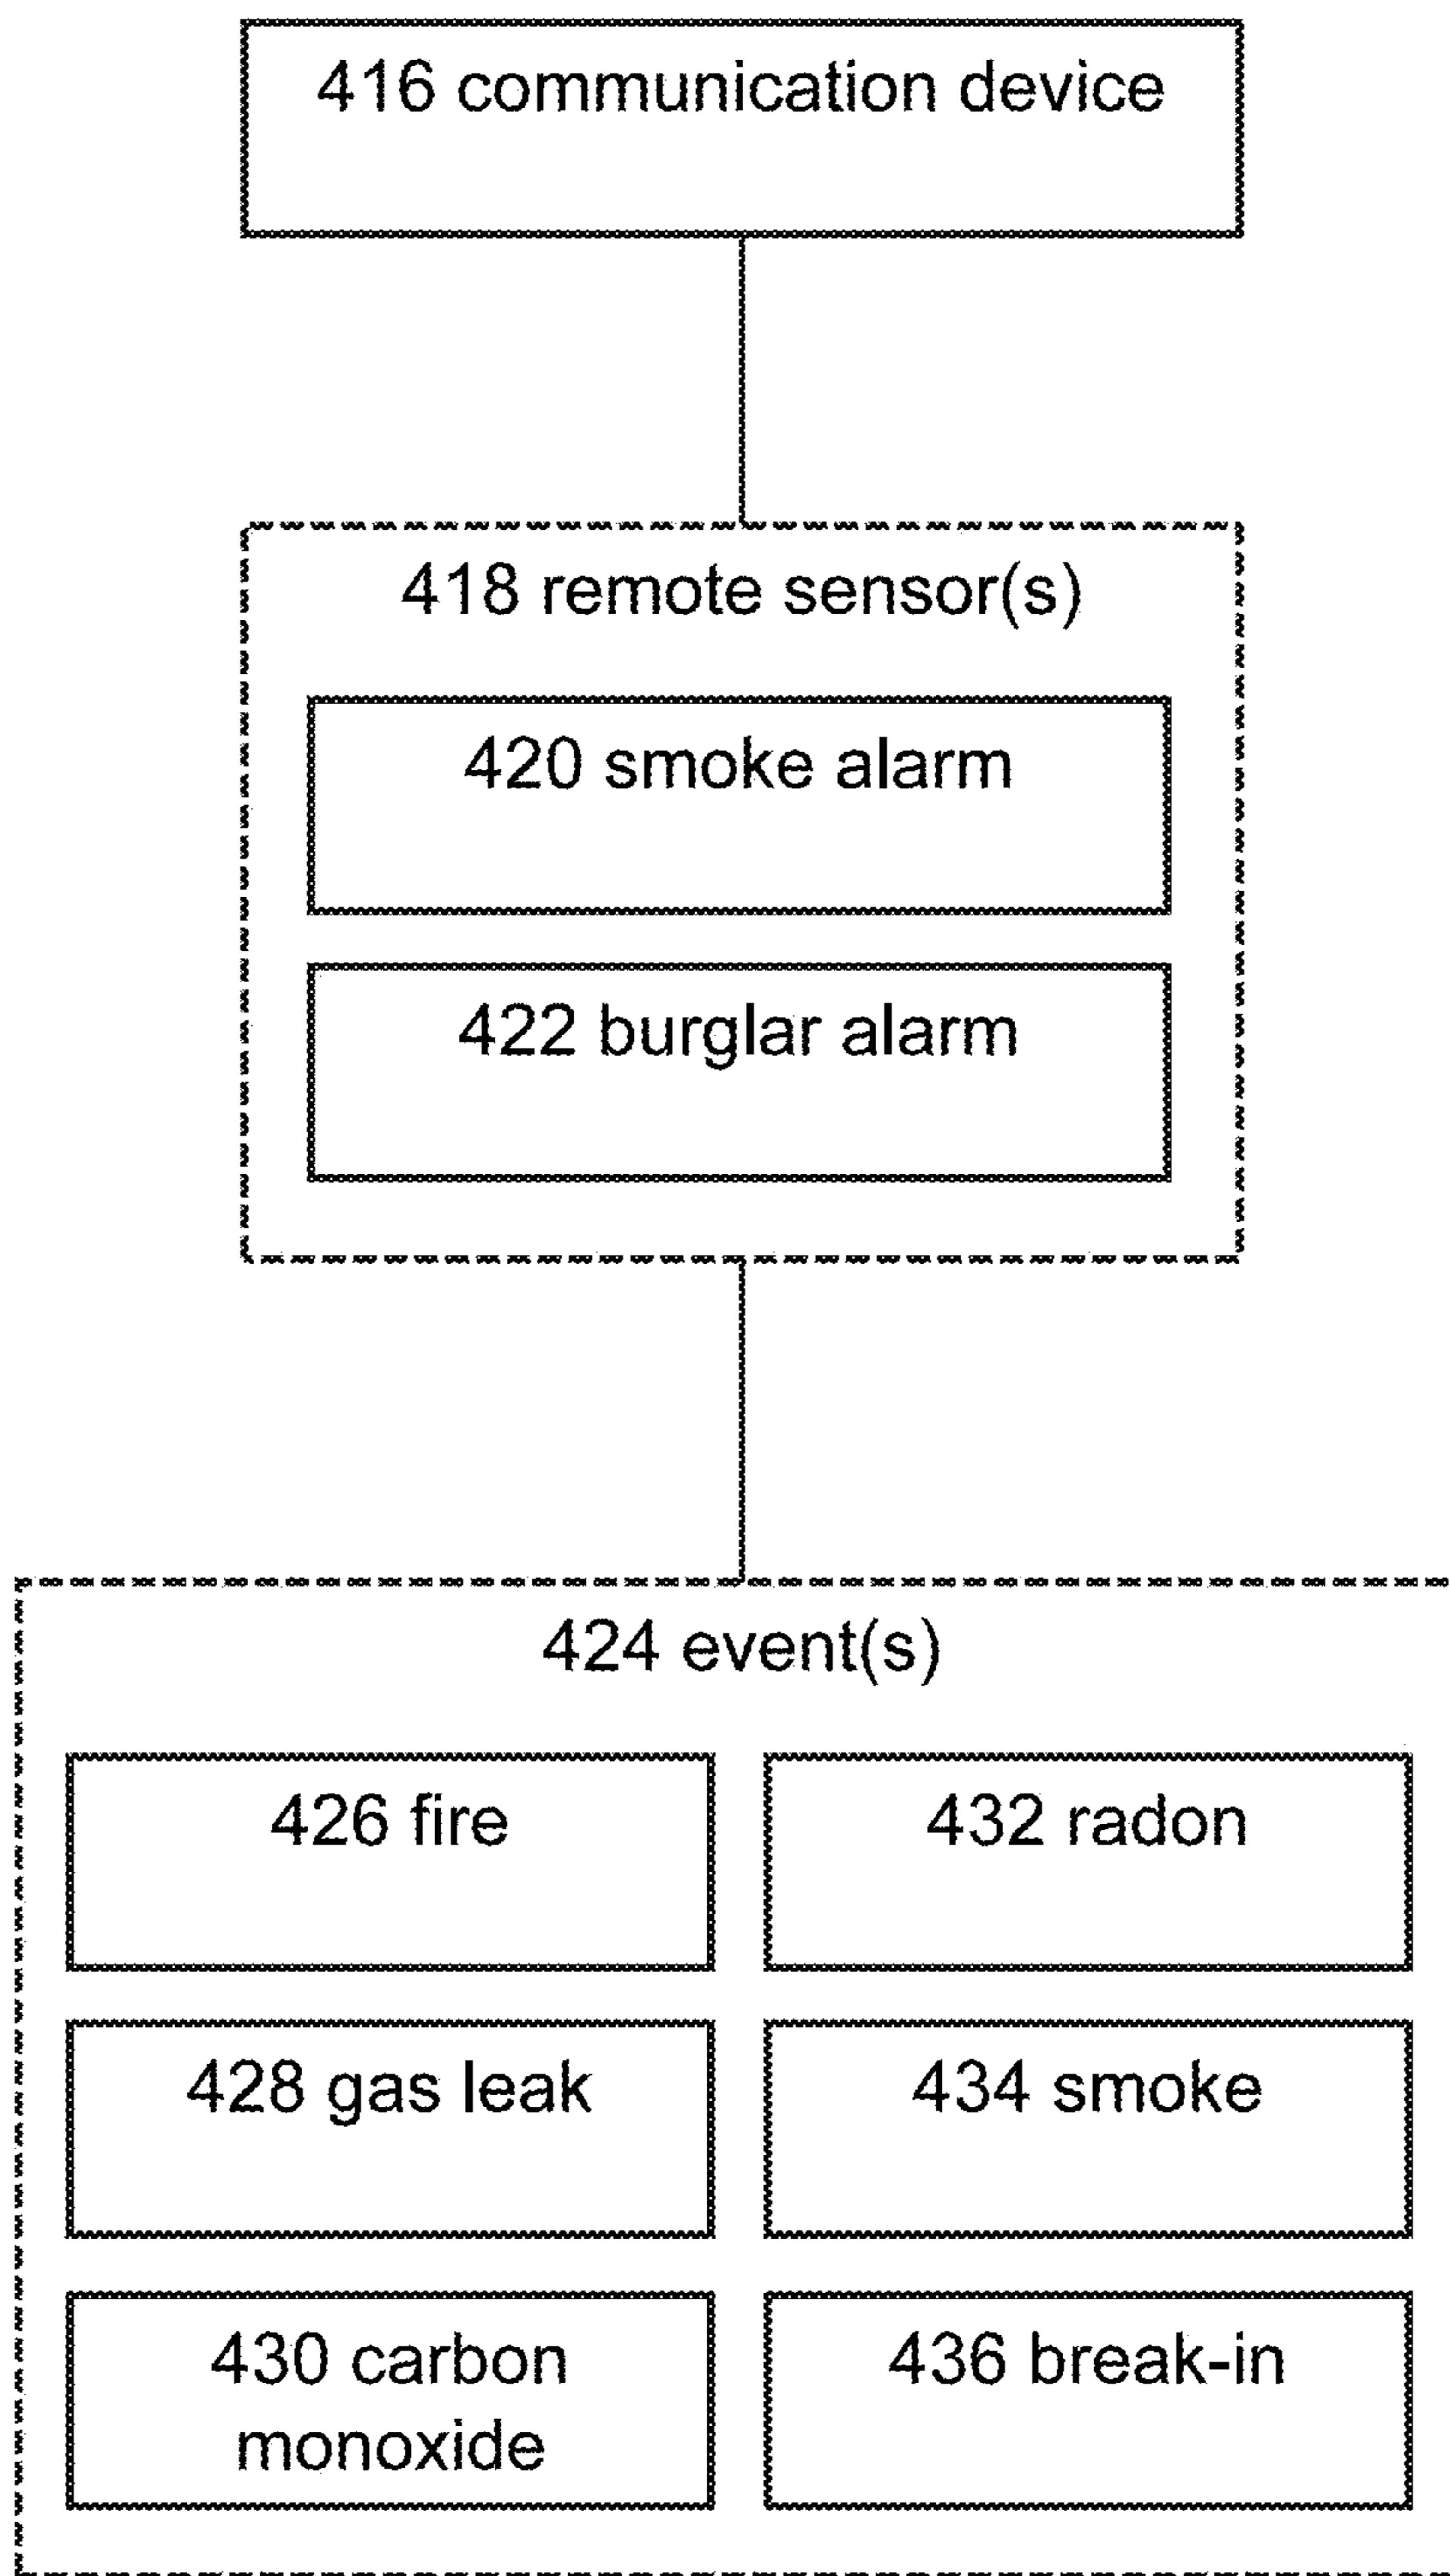 416 communication device
418 remote sensor(s)
420 smoke alarm
422 burglar alarm
424 event(s)
426 fire
432 radon
428 gas leak
434 smoke
430 carbon
monoxide
436 break-in